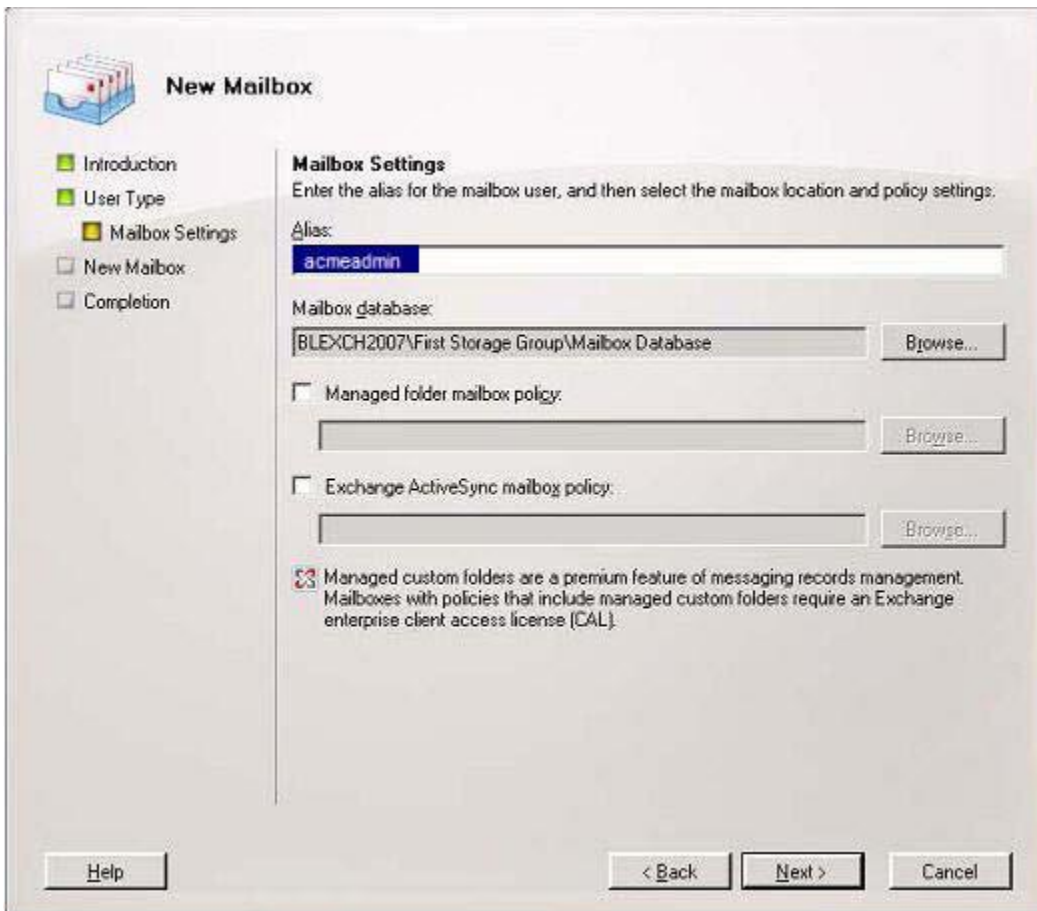 New Mailbox
Introduction
User Type
Mailbox Settings
New Mailbox
Completion
Mailbox Settings
Enter the alias for the mailbox user, and then select the mailbox location and policy settings.
Alias:
acmeadmin
Mailbox database:
BLEXCH2007\First Storage Group\Mailbox Database
Browse...
Managed folder mailbox policy:
Browse...
Exchange ActiveSync mailbox policy:
Browse...
Managed custom folders are a premium feature of messaging records management.
Mailboxes with policies that include managed custom folders require an Exchange
enterprise client access license (CAL).
Help
< Back
Next >
Cancel